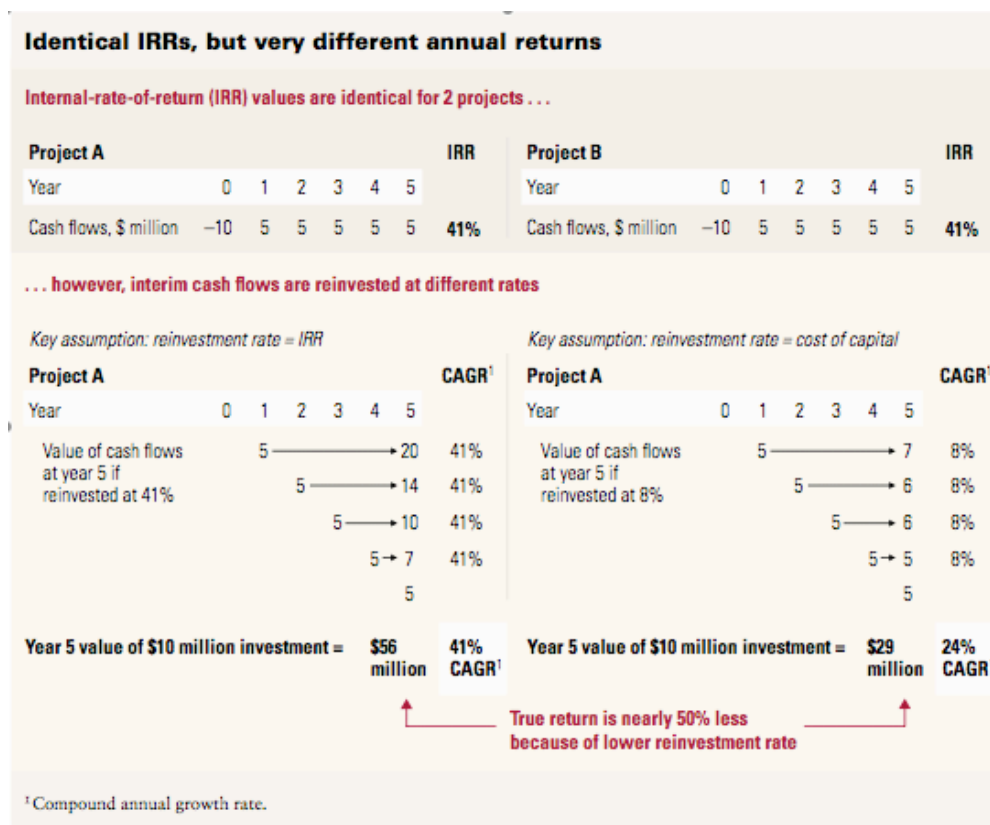 Identical IRRs, but very different annual returns
Internal-rate-of-return (IRR) values are identical for 2 projects . . .
Project A IRR
Year 0 1 2 3 4 5
Cash flows, $ million –10 5 5 5 5 5 41%
Project B IRR
Year 0 1 2 3 4 5
Cash flows, $ million –10 5 5 5 5 5 41%
. . . however, interim cash flows are reinvested at different rates
Key assumption: reinvestment rate = IRR
Project A CAGR¹
Year 0 1 2 3 4 5
Value of cash flows
at year 5 if
reinvested at 41%
5 → 20 41%
5 → 14 41%
5 → 10 41%
5 → 7 41%
5
Year 5 value of $10 million investment = $56 41%
million CAGR¹
Key assumption: reinvestment rate = cost of capital
Project A CAGR¹
Year 0 1 2 3 4 5
Value of cash flows
at year 5 if
reinvested at 8%
5 → 7 8%
5 → 6 8%
5 → 6 8%
5 → 5 8%
5
Year 5 value of $10 million investment = $29 24%
million CAGR
True return is nearly 50% less
because of lower reinvestment rate
¹Compound annual growth rate.